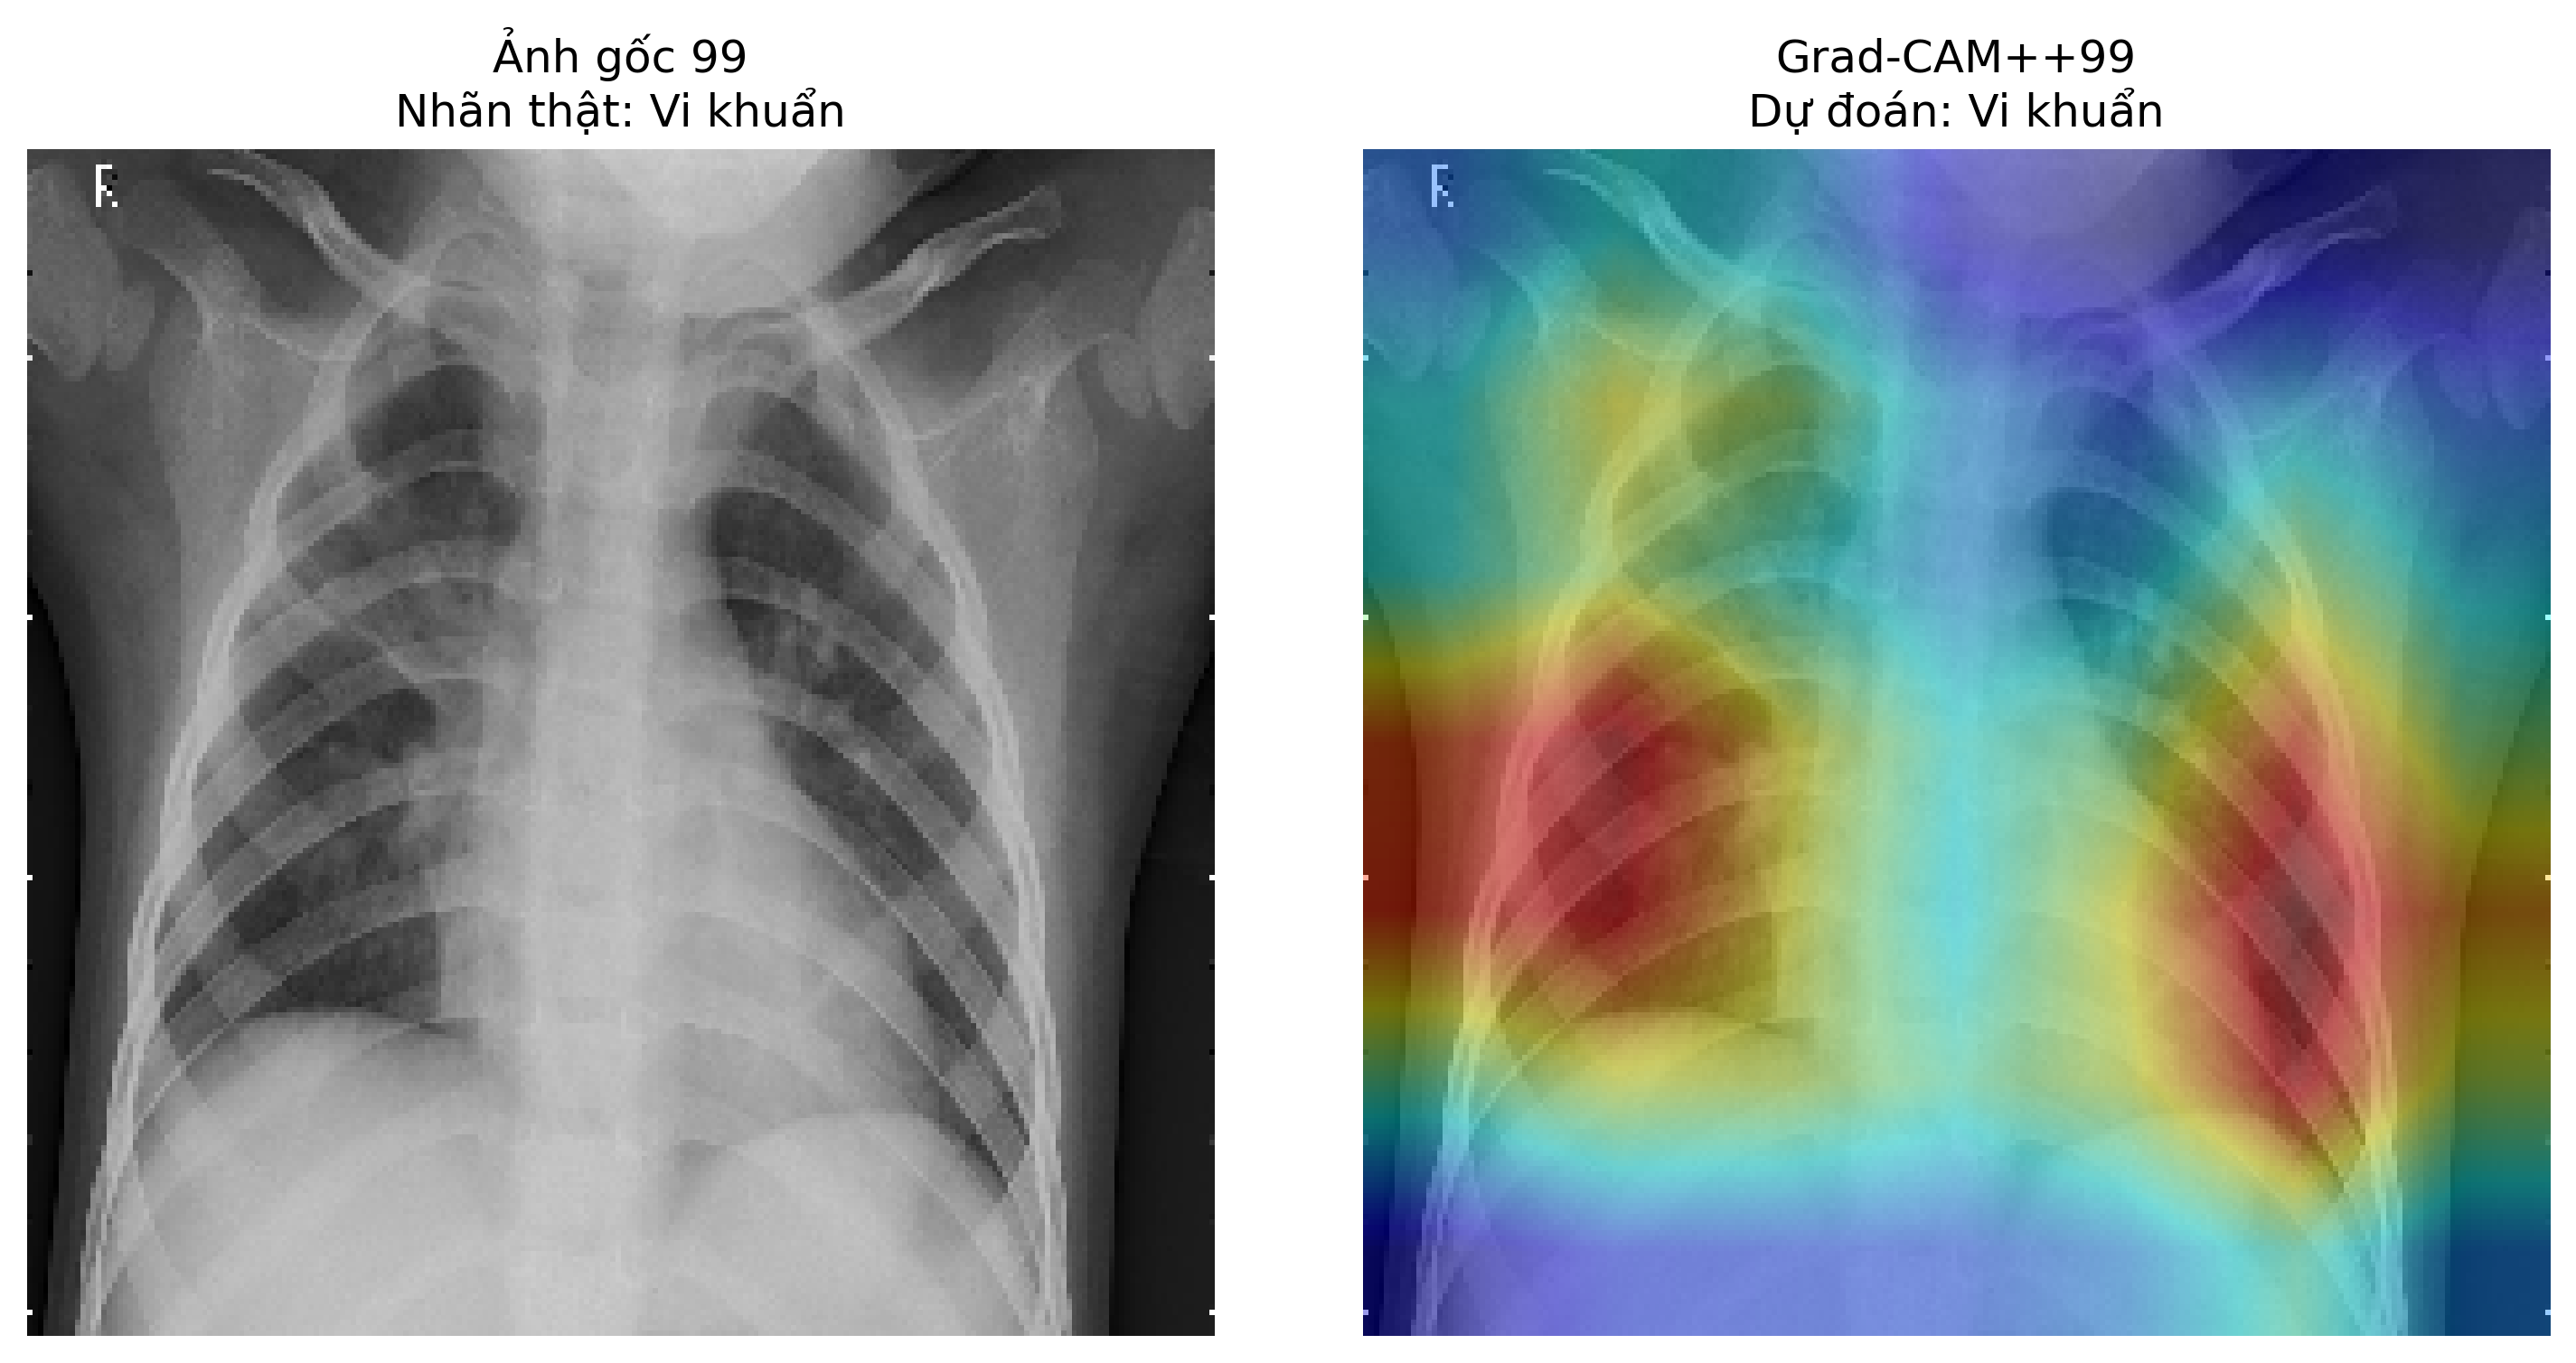 Ảnh gốc 99
Nhãn thật: Vi khuẩn
Grad-CAM++99
Dự đoán: Vi khuẩn
R
R